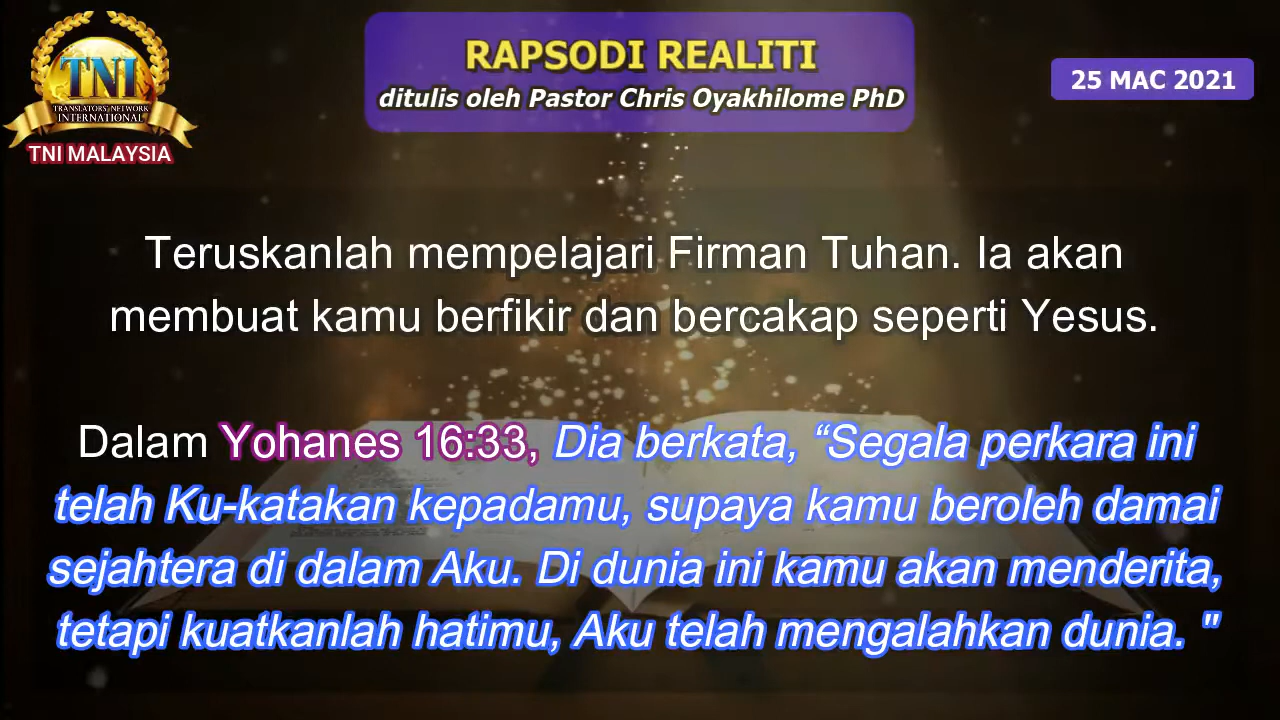 TNI
TRANSLATORS' NETWORK
INTERNATIONAL
TNI MALAYSIA
RAPSODI REALITI
ditulis oleh Pastor Chris Oyakhilome PhD
25 MAC 2021
Teruskanlah mempelajari Firman Tuhan. Ia akan
membuat kamu berfikir dan bercakap seperti Yesus.
Dalam Yohanes 16:33, Dia berkata, “Segala perkara ini
telah Ku-katakan kepadamu, supaya kamu beroleh damai
sejahtera di dalam Aku. Di dunia ini kamu akan menderita,
tetapi kuatkanlah hatimu, Aku telah mengalahkan dunia. "